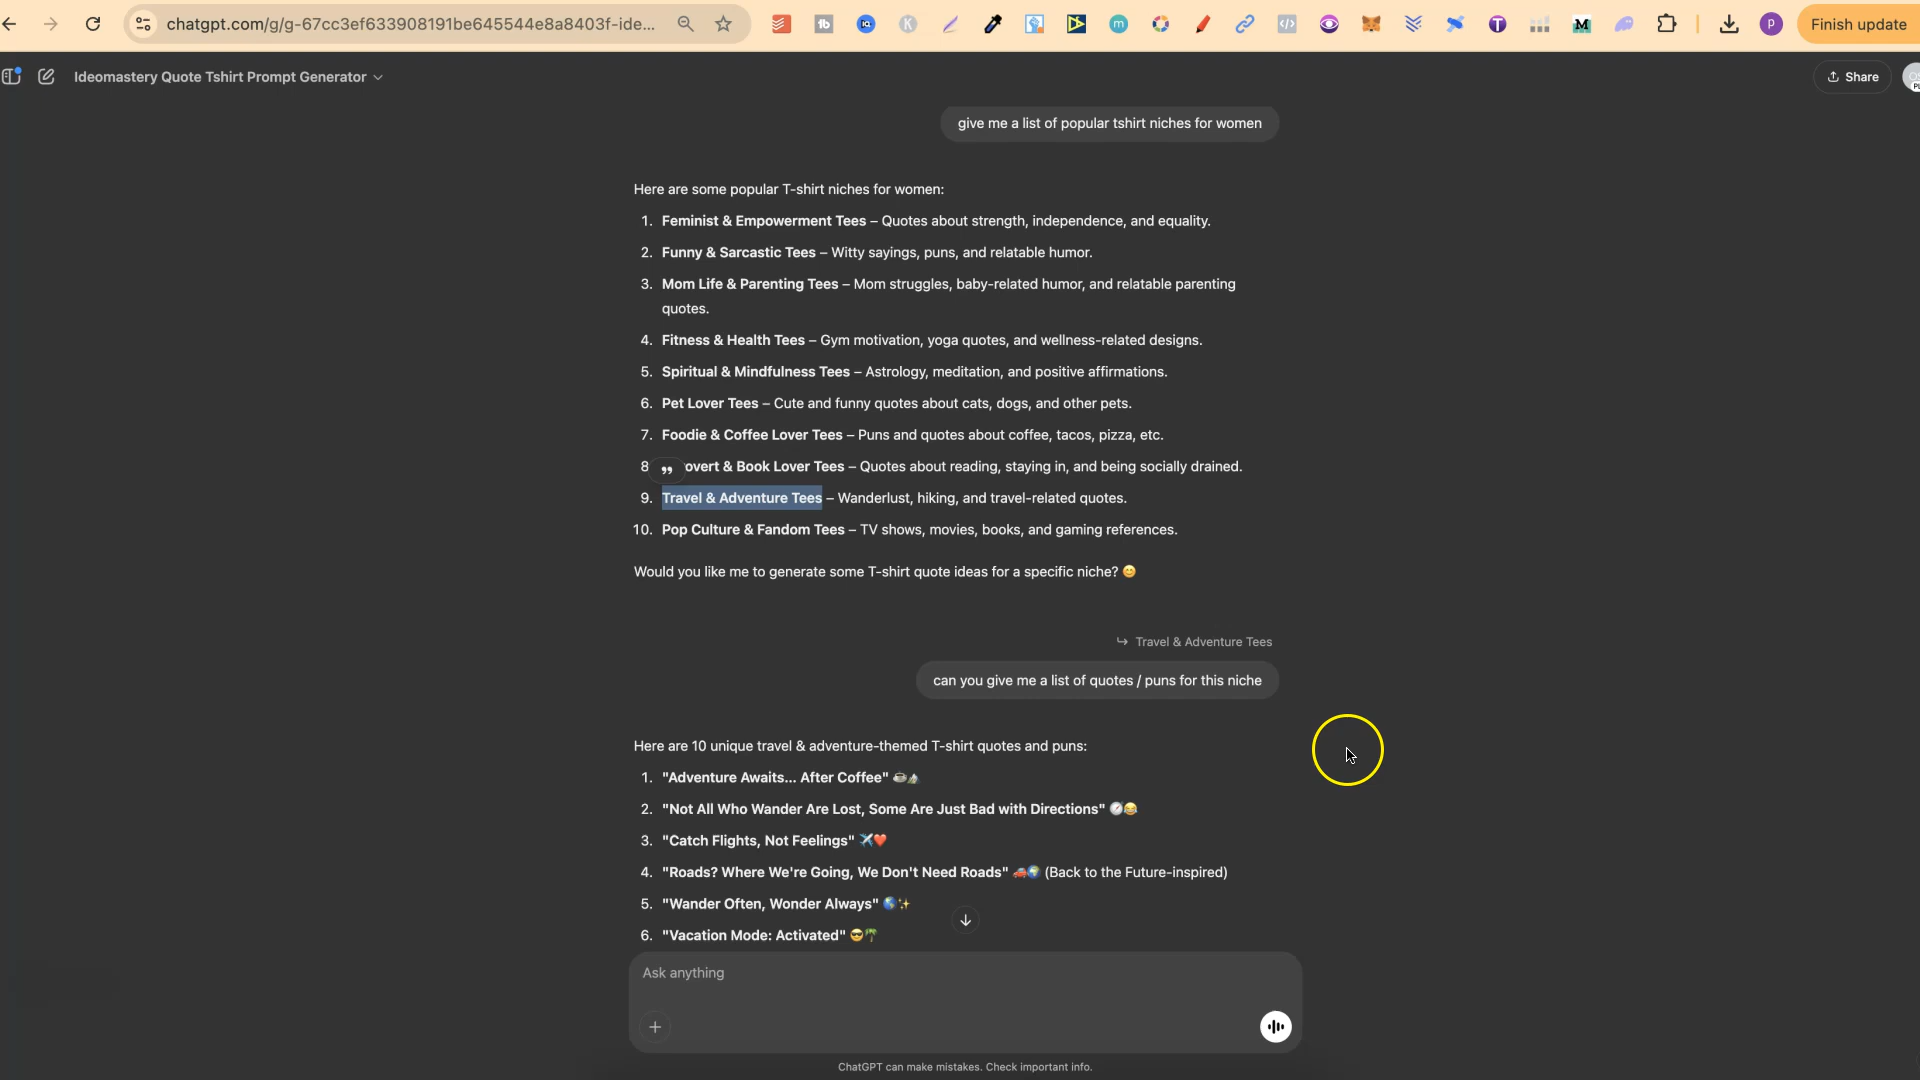 chatgpt.com/g/g-67cc3ef633908191be645544e8a8403f-ide...
Finish update
Ideomastery Quote Tshirt Prompt Generator
Share
give me a list of popular tshirt niches for women
Here are some popular T-shirt niches for women:
1. Feminist & Empowerment Tees – Quotes about strength, independence, and equality.
2. Funny & Sarcastic Tees – Witty sayings, puns, and relatable humor.
3. Mom Life & Parenting Tees – Mom struggles, baby-related humor, and relatable parenting
quotes.
4. Fitness & Health Tees – Gym motivation, yoga quotes, and wellness-related designs.
5. Spiritual & Mindfulness Tees – Astrology, meditation, and positive affirmations.
6. Pet Lover Tees – Cute and funny quotes about cats, dogs, and other pets.
7. Foodie & Coffee Lover Tees – Puns and quotes about coffee, tacos, pizza, etc.
8 overt & Book Lover Tees – Quotes about reading, staying in, and being socially drained.
9. Travel & Adventure Tees – Wanderlust, hiking, and travel-related quotes.
10. Pop Culture & Fandom Tees – TV shows, movies, books, and gaming references.
Would you like me to generate some T-shirt quote ideas for a specific niche? 😊
Travel & Adventure Tees
can you give me a list of quotes / puns for this niche
Here are 10 unique travel & adventure-themed T-shirt quotes and puns:
1. "Adventure Awaits... After Coffee" ☕⛰️
2. "Not All Who Wander Are Lost, Some Are Just Bad with Directions" 🧭😂
3. "Catch Flights, Not Feelings" ✈️❤️
4. "Roads? Where We're Going, We Don't Need Roads" 🚗🌍 (Back to the Future-inspired)
5. "Wander Often, Wonder Always" 🌎✨
6. "Vacation Mode: Activated" 😎🌴
Ask anything
ChatGPT can make mistakes. Check important info.